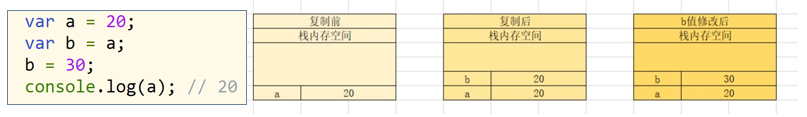 var a = 20;
var b = a;
b = 30;
console.log(a); // 20
复制前
栈内存空间
a 20
复制后
栈内存空间
b 20
a 20
b值修改后
栈内存空间
b 30
a 20